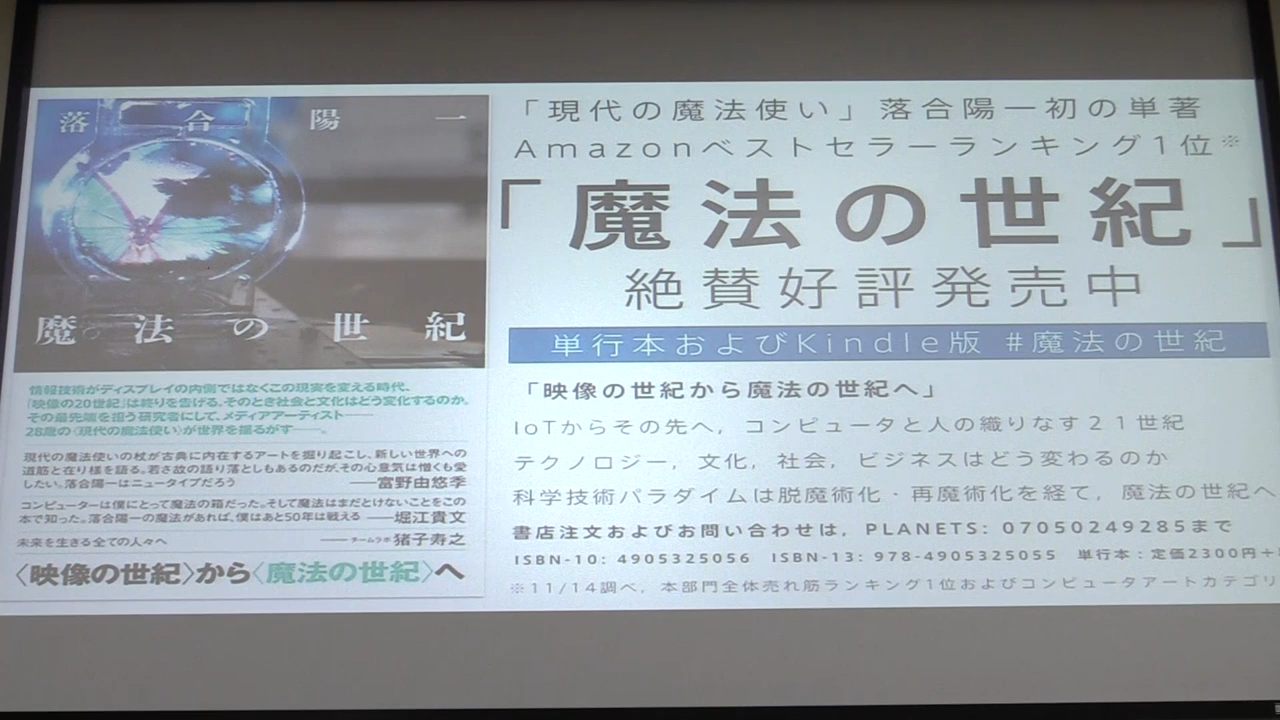 落合陽一
魔法の世紀
情報技術がディスプレイの内側ではなくこの現実を変える時代、
「映像の20世紀」は終りを告げる。そのとき社会と文化はどう変化するのか。
その最先端を担う研究者にして、メディアアーティスト——
28歳の〈現代の魔法使い〉が世界を揺るがす——。
現代の魔法使いの杖が古典に内在するアートを掘り起こし、新しい世界への
道筋と在り様を語る。若さ故の語り落としもあるのだが、その心意気は憎くも愛
したい。落合陽一はニュータイプだろう ——富野由悠季
コンピューターは僕にとって魔法の箱だった。そして魔法はまだとけないことをこの
本で知った。落合陽一の魔法があれば、僕はあと50年は戦える ——堀江貴文
未来を生きる全ての人々へ ——チームラボ 猪子寿之
〈映像の世紀〉から〈魔法の世紀〉へ
「現代の魔法使い」落合陽一初の単著
Amazonベストセラーランキング1位※
「魔法の世紀」
絶賛好評発売中
単行本およびKindle版 #魔法の世紀
「映像の世紀から魔法の世紀へ」
IoTからその先へ，コンピュータと人の織りなす２１世紀
テクノロジー，文化，社会，ビジネスはどう変わるのか
科学技術パラダイムは脱魔術化・再魔術化を経て，魔法の世紀へ
書店注文およびお問い合わせは，PLANETS: 07050249285まで
ISBN-10: 4905325056 ISBN-13: 978-4905325055 単行本：定価2300円+
※11/14調べ，本部門全体売れ筋ランキング1位およびコンピュータアートカテゴリ